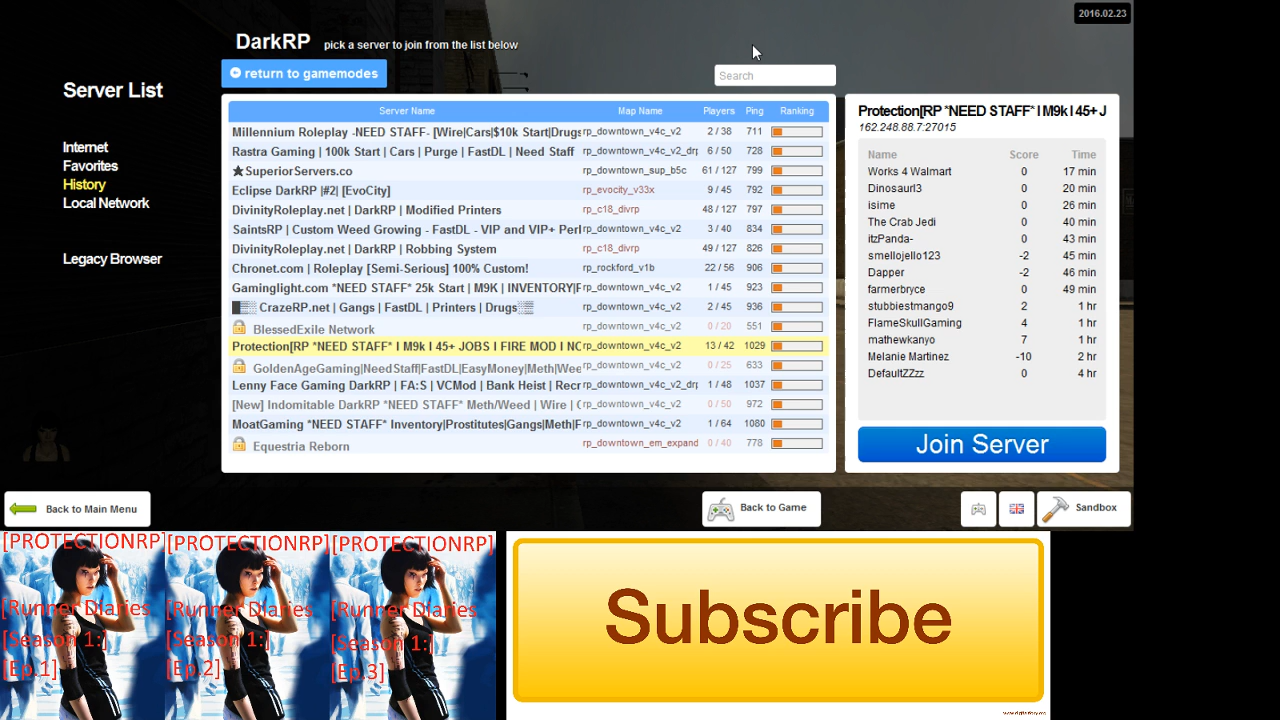 2016.02.23
DarkRP pick a server to join from the list below
return to gamemodes
Search
Server List
Internet
Favorites
History
Local Network
Legacy Browser
Server Name Map Name Players Ping Ranking
Millennium Roleplay -NEED STAFF- [Wire|Cars|$10k Start|Drugs rp_downtown_v4c_v2 2 / 38 711
Rastra Gaming | 100k Start | Cars | Purge | FastDL | Need Staff rp_downtown_v4c_v2_drp 6 / 50 728
★SuperiorServers.co rp_downtown_sup_b5c 61 / 127 799
Eclipse DarkRP |#2| [EvoCity] rp_evocity_v33x 9 / 45 792
DivinityRoleplay.net | DarkRP | Modified Printers rp_c18_divrp 48 / 127 797
SaintsRP | Custom Weed Growing - FastDL - VIP and VIP+ Perl rp_downtown_v4c_v2 3 / 40 834
DivinityRoleplay.net | DarkRP | Robbing System rp_c18_divrp 49 / 127 826
Chronet.com | Roleplay [Semi-Serious] 100% Custom! rp_rockford_v1b 22 / 56 906
Gaminglight.com *NEED STAFF* 25k Start | M9K | INVENTORY|F rp_downtown_v4c_v2 1 / 45 923
█▓▒░ CrazeRP.net | Gangs | FastDL | Printers | Drugs░▒ rp_downtown_v4c_v2 2 / 45 936
BlessedExile Network rp_downtown_v4c_v2 0 / 20 551
Protection[RP *NEED STAFF* I M9k I 45+ JOBS I FIRE MOD I NO rp_downtown_v4c_v2 13 / 42 1029
GoldenAgeGaming|NeedStaff|FastDL|EasyMoney|Meth|Wee rp_downtown_v4c_v2 0 / 25 633
Lenny Face Gaming DarkRP | FA:S | VCMod | Bank Heist | Recr rp_downtown_v4c_v2_drp 1 / 48 1037
[New] Indomitable DarkRP *NEED STAFF* Meth/Weed | Wire | C rp_downtown_v4c_v2 0 / 50 972
MoatGaming *NEED STAFF* Inventory|Prostitutes|Gangs|Meth|F rp_downtown_v4c_v2 1 / 64 1080
Equestria Reborn rp_downtown_em_expand 0 / 40 778
Protection[RP *NEED STAFF* I M9k I 45+ J
162.248.88.7:27015
Name Score Time
Works 4 Walmart 0 17 min
Dinosaurl3 0 20 min
isime 0 26 min
The Crab Jedi 0 40 min
itzPanda- 0 43 min
smellojello123 -2 45 min
Dapper -2 46 min
farmerbryce 0 49 min
stubbiestmango9 2 1 hr
FlameSkullGaming 4 1 hr
mathewkanyo 7 1 hr
Melanie Martinez -10 2 hr
DefaultZZzz 0 4 hr
Join Server
Back to Main Menu
Back to Game
Sandbox
[PROTECTIONRP]
[Runner Diaries
[Season 1:]
[Ep.1]
[PROTECTIONRP]
[Runner Diaries
[Season 1:]
[Ep.2]
[PROTECTIONRP]
[Runner Diaries
[Season 1:]
[Ep.3]
Subscribe